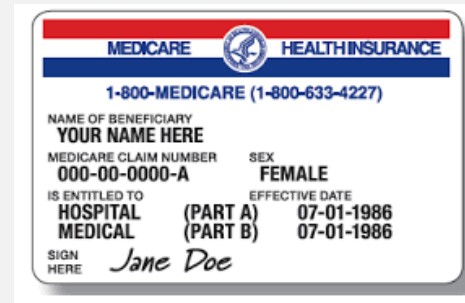 MEDICARE HEALTH INSURANCE
1-800-MEDICARE (1-800-633-4227)
NAME OF BENEFICIARY
YOUR NAME HERE
MEDICARE CLAIM NUMBER SEX
000-00-0000-A FEMALE
IS ENTITLED TO EFFECTIVE DATE
HOSPITAL (PART A) 07-01-1986
MEDICAL (PART B) 07-01-1986
SIGN HERE Jane Doe